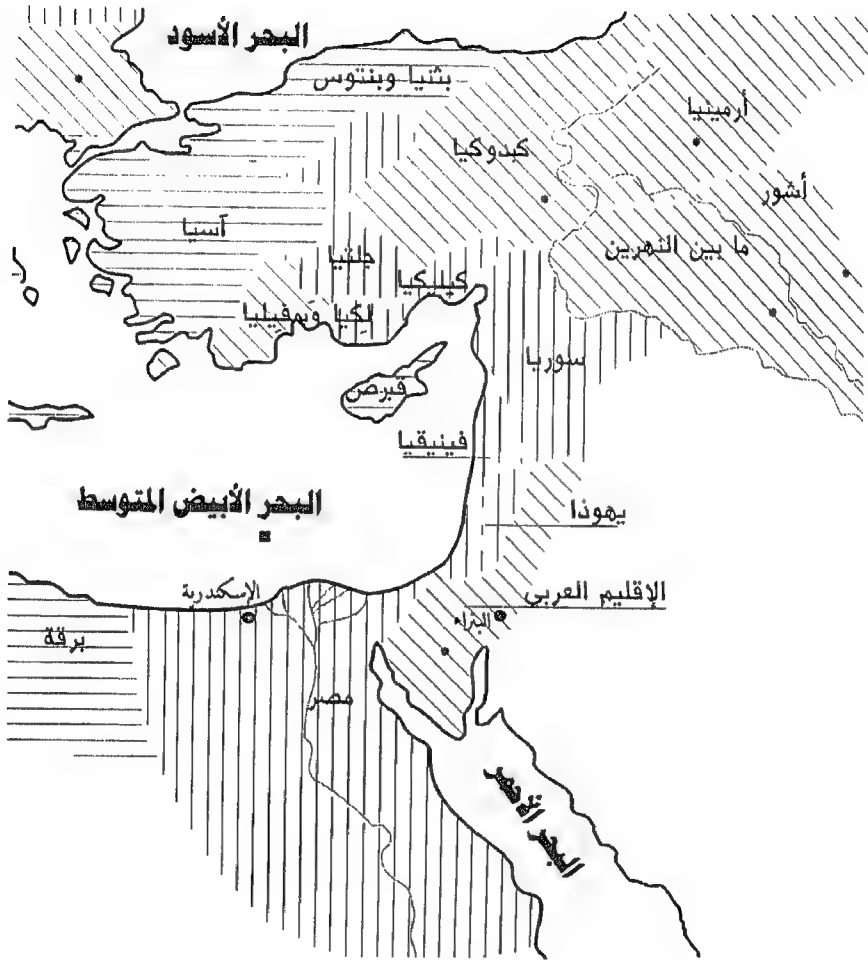 البحر الأسود
بثنيا وبنتوس
أرمينيا
كبدوكيا
أشور
آسيا
ما بين النهرين
جلتيا
كيليكيا
لكيا وبمفيليا
سوريا
قبرص
فينيقيا
البحر الأبيض المتوسط
يهوذا
الإسكندرية
الإقليم العربي
البتراء
برقة
مصر
البحر الأحمر